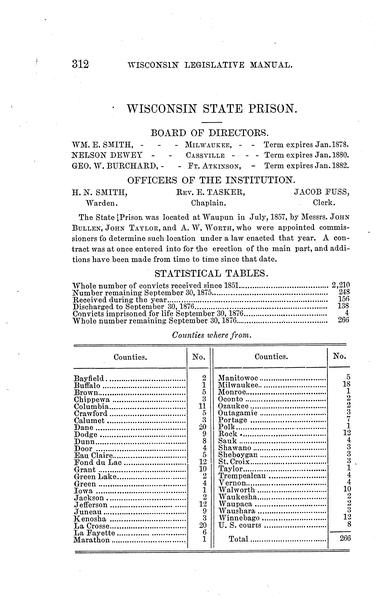 312 WISCONSIN LEGISLATIVE MANUAL.
WISCONSIN STATE PRISON.
BOARD OF DIRECTORS.
WM. E. SMITH, - - - MILWAUKEE, - - Term expires Jan. 1878.
NELSON DEWEY - - CASSVILLE - - - Term expires Jan. 1880.
GEO. W. BURCHARD, - - FT. ATKINSON, - Term expires Jan. 1882.
OFFICERS OF THE INSTITUTION.
H. N. SMITH, REV. E. TASKER, JACOB FUSS,
Warden. Chaplain. Clerk.
The State Prison was located at Waupun in July, 1857, by Messrs. JOHN
BULLEN, JOHN TAYLOR, and A. W. WORTH, who were appointed commis-
sioners to determine such location under a law enacted that year. A con-
tract was at once entered into for the erection of the main part, and addi-
tions have been made from time to time since that date.
STATISTICAL TABLES.
Whole number of convicts received since 1851 2,210
Number remaining September 30, 1875 248
Received during the year 156
Discharged to September 30, 1876 138
Convicts imprisoned for life September 30, 1876 4
Whole number remaining September 30, 1876 266
Counties where from.
Counties. No. Counties. No.
Bayfield 2 Manitowoc 5
Buffalo 1 Milwaukee 18
Brown 5 Monroe 1
Chippewa 3 Oconto 2
Columbia 11 Ozaukee 2
Crawford 5 Outagamie 3
Calumet 3 Portage 7
Dane 20 Polk 1
Dodge 9 Rock 12
Dunn 8 Sauk 4
Door 4 Shawano 3
Eau Claire 5 Sheboygan 3
Fond du Lac 12 St. Croix 3
Grant 10 Taylor 1
Green Lake 2 Trempealeau 4
Green 4 Vernon 4
Iowa 1 Walworth 10
Jackson 2 Waukesha 2
Jefferson 12 Waupaca 2
Juneau 9 Waushara 3
Kenosha 3 Winnebago 12
La Crosse 20 U. S. courts 8
La Fayette 6
Marathon 1 Total 266